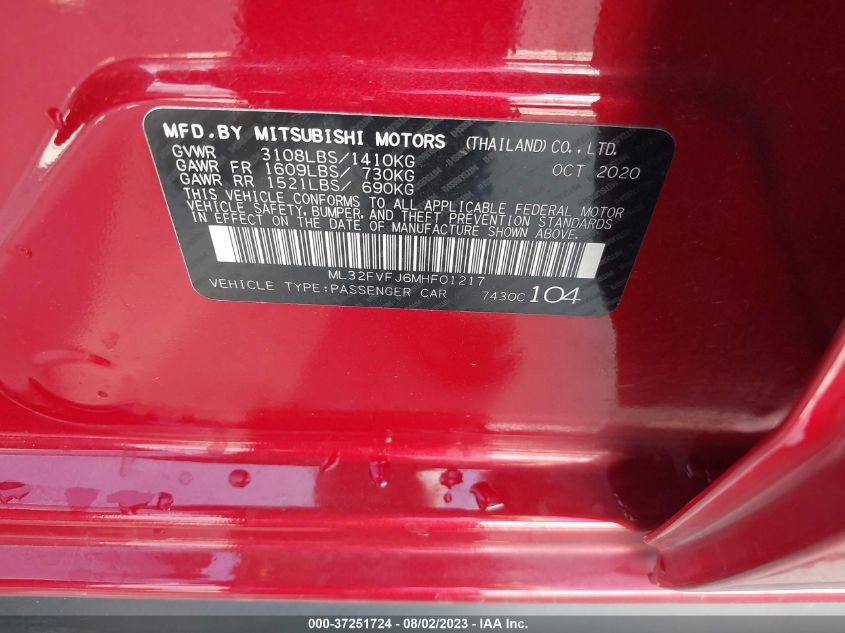 MFD.BY MITSUBISHI MOTORS (THAILAND)CO.,LTD.
GVWR 3108LBS/1410KG OCT 2020
GAWR FR 1609LBS/ 730KG
GAWR RR 1521LBS/ 690KG
THIS VEHICLE CONFORMS TO ALL APPLICABLE FEDERAL MOTOR
VEHICLE SAFETY, BUMPER, AND THEFT PREVENTION STANDARDS
IN EFFECT ON THE DATE OF MANUFACTURE SHOWN ABOVE.
ML32FVFJ6MHF01217
VEHICLE TYPE:PASSENGER CAR 7430C 104
000-37251724 - 08/02/2023 - IAA Inc.